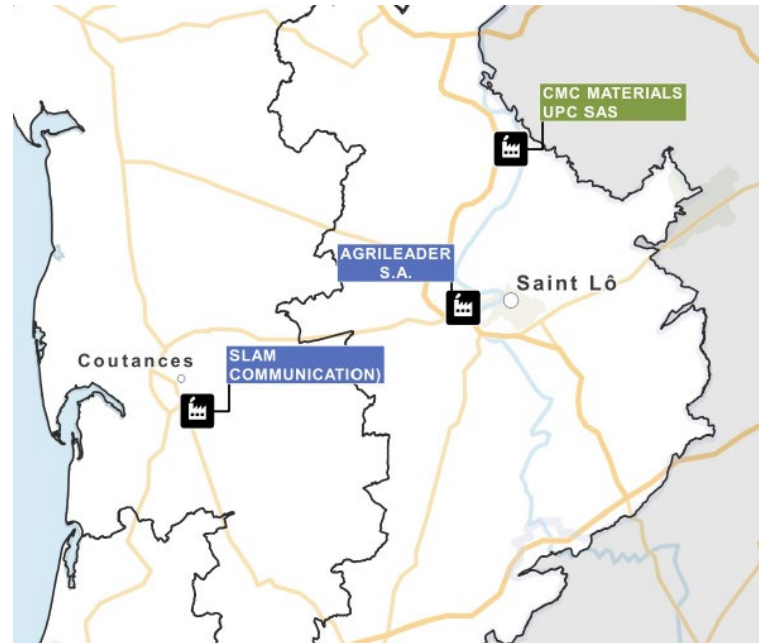 CMC MATERIALS
UPC SAS
AGRILEADER
S.A.
Saint Lô
Coutances
SLAM
COMMUNICATION)